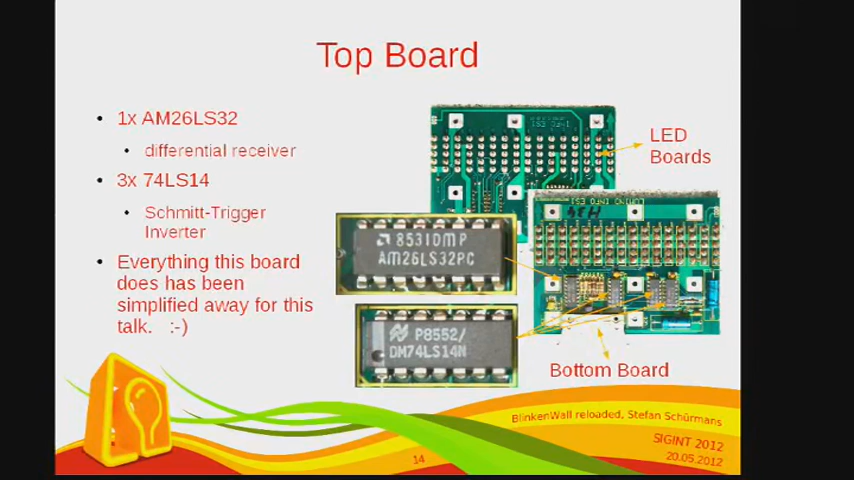 Top Board
1x AM26LS32
differential receiver
3x 74LS14
Schmitt-Trigger
Inverter
Everything this board
does has been
simplified away for this
talk. :-)
LED
Boards
8531DMP
AM26LS32PC
P8552/
DM74LS14N
Bottom Board
BlinkenWall reloaded, Stefan Schürmans
SIGINT 2012
14
20.05.2012